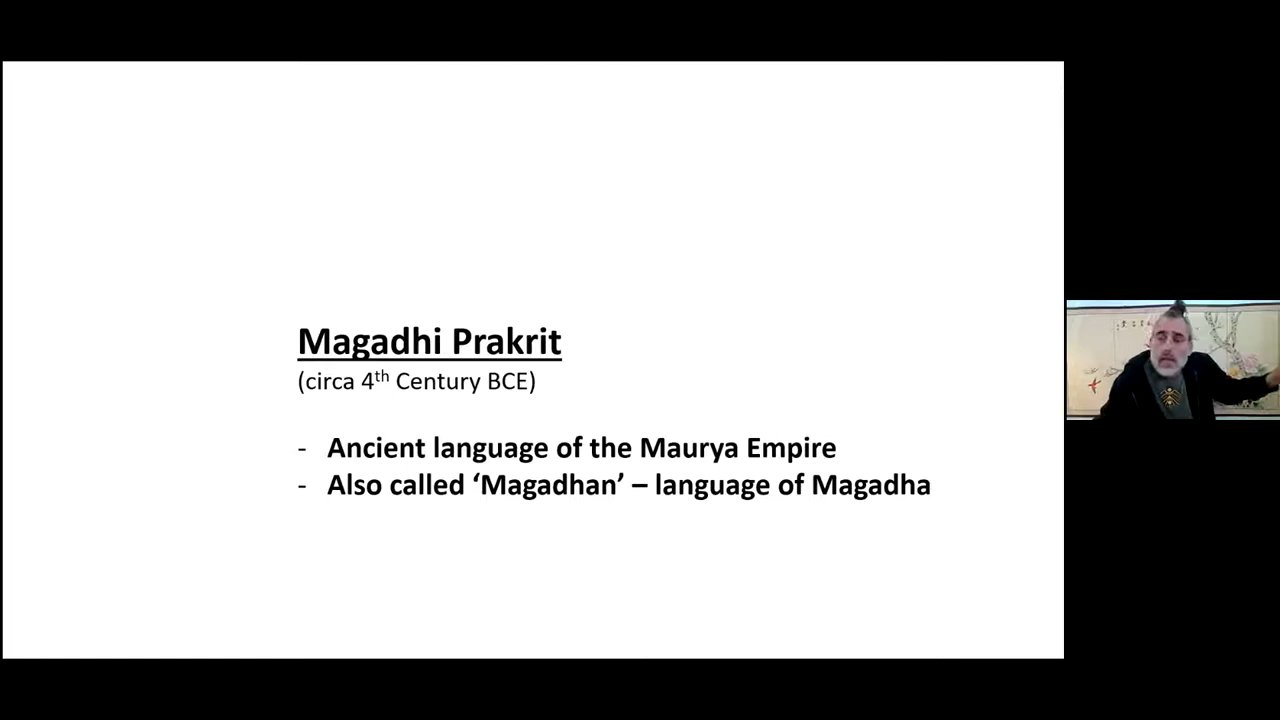 Magadhi Prakrit
(circa 4th Century BCE)
- Ancient language of the Maurya Empire
- Also called ‘Magadhan’ – language of Magadha